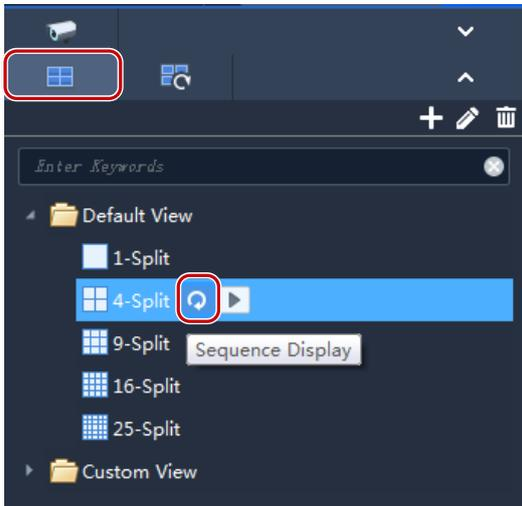 Enter Keywords
Default View
1-Split
4-Split
9-Split
Sequence Display
16-Split
25-Split
Custom View